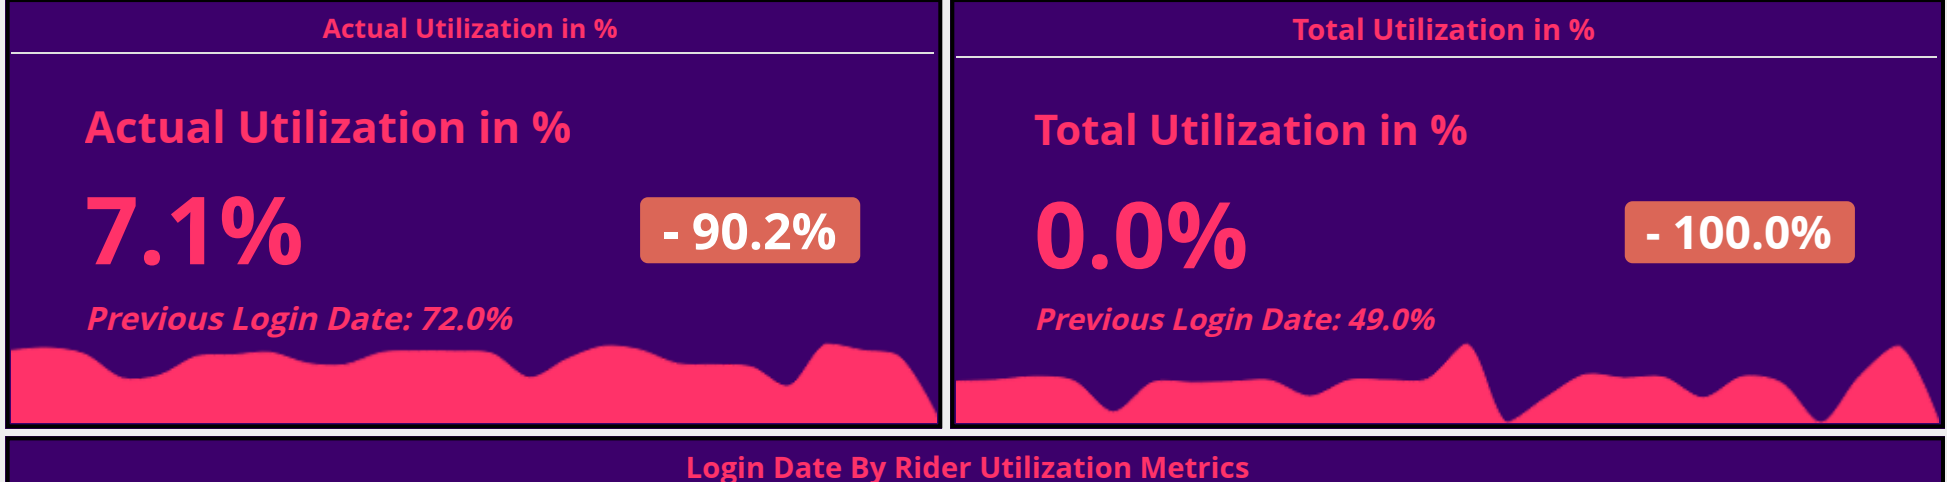 Actual Utilization in %
Actual Utilization in %
7.1%
- 90.2%
Previous Login Date: 72.0%
Total Utilization in %
Total Utilization in %
0.0%
- 100.0%
Previous Login Date: 49.0%
Login Date By Rider Utilization Metrics